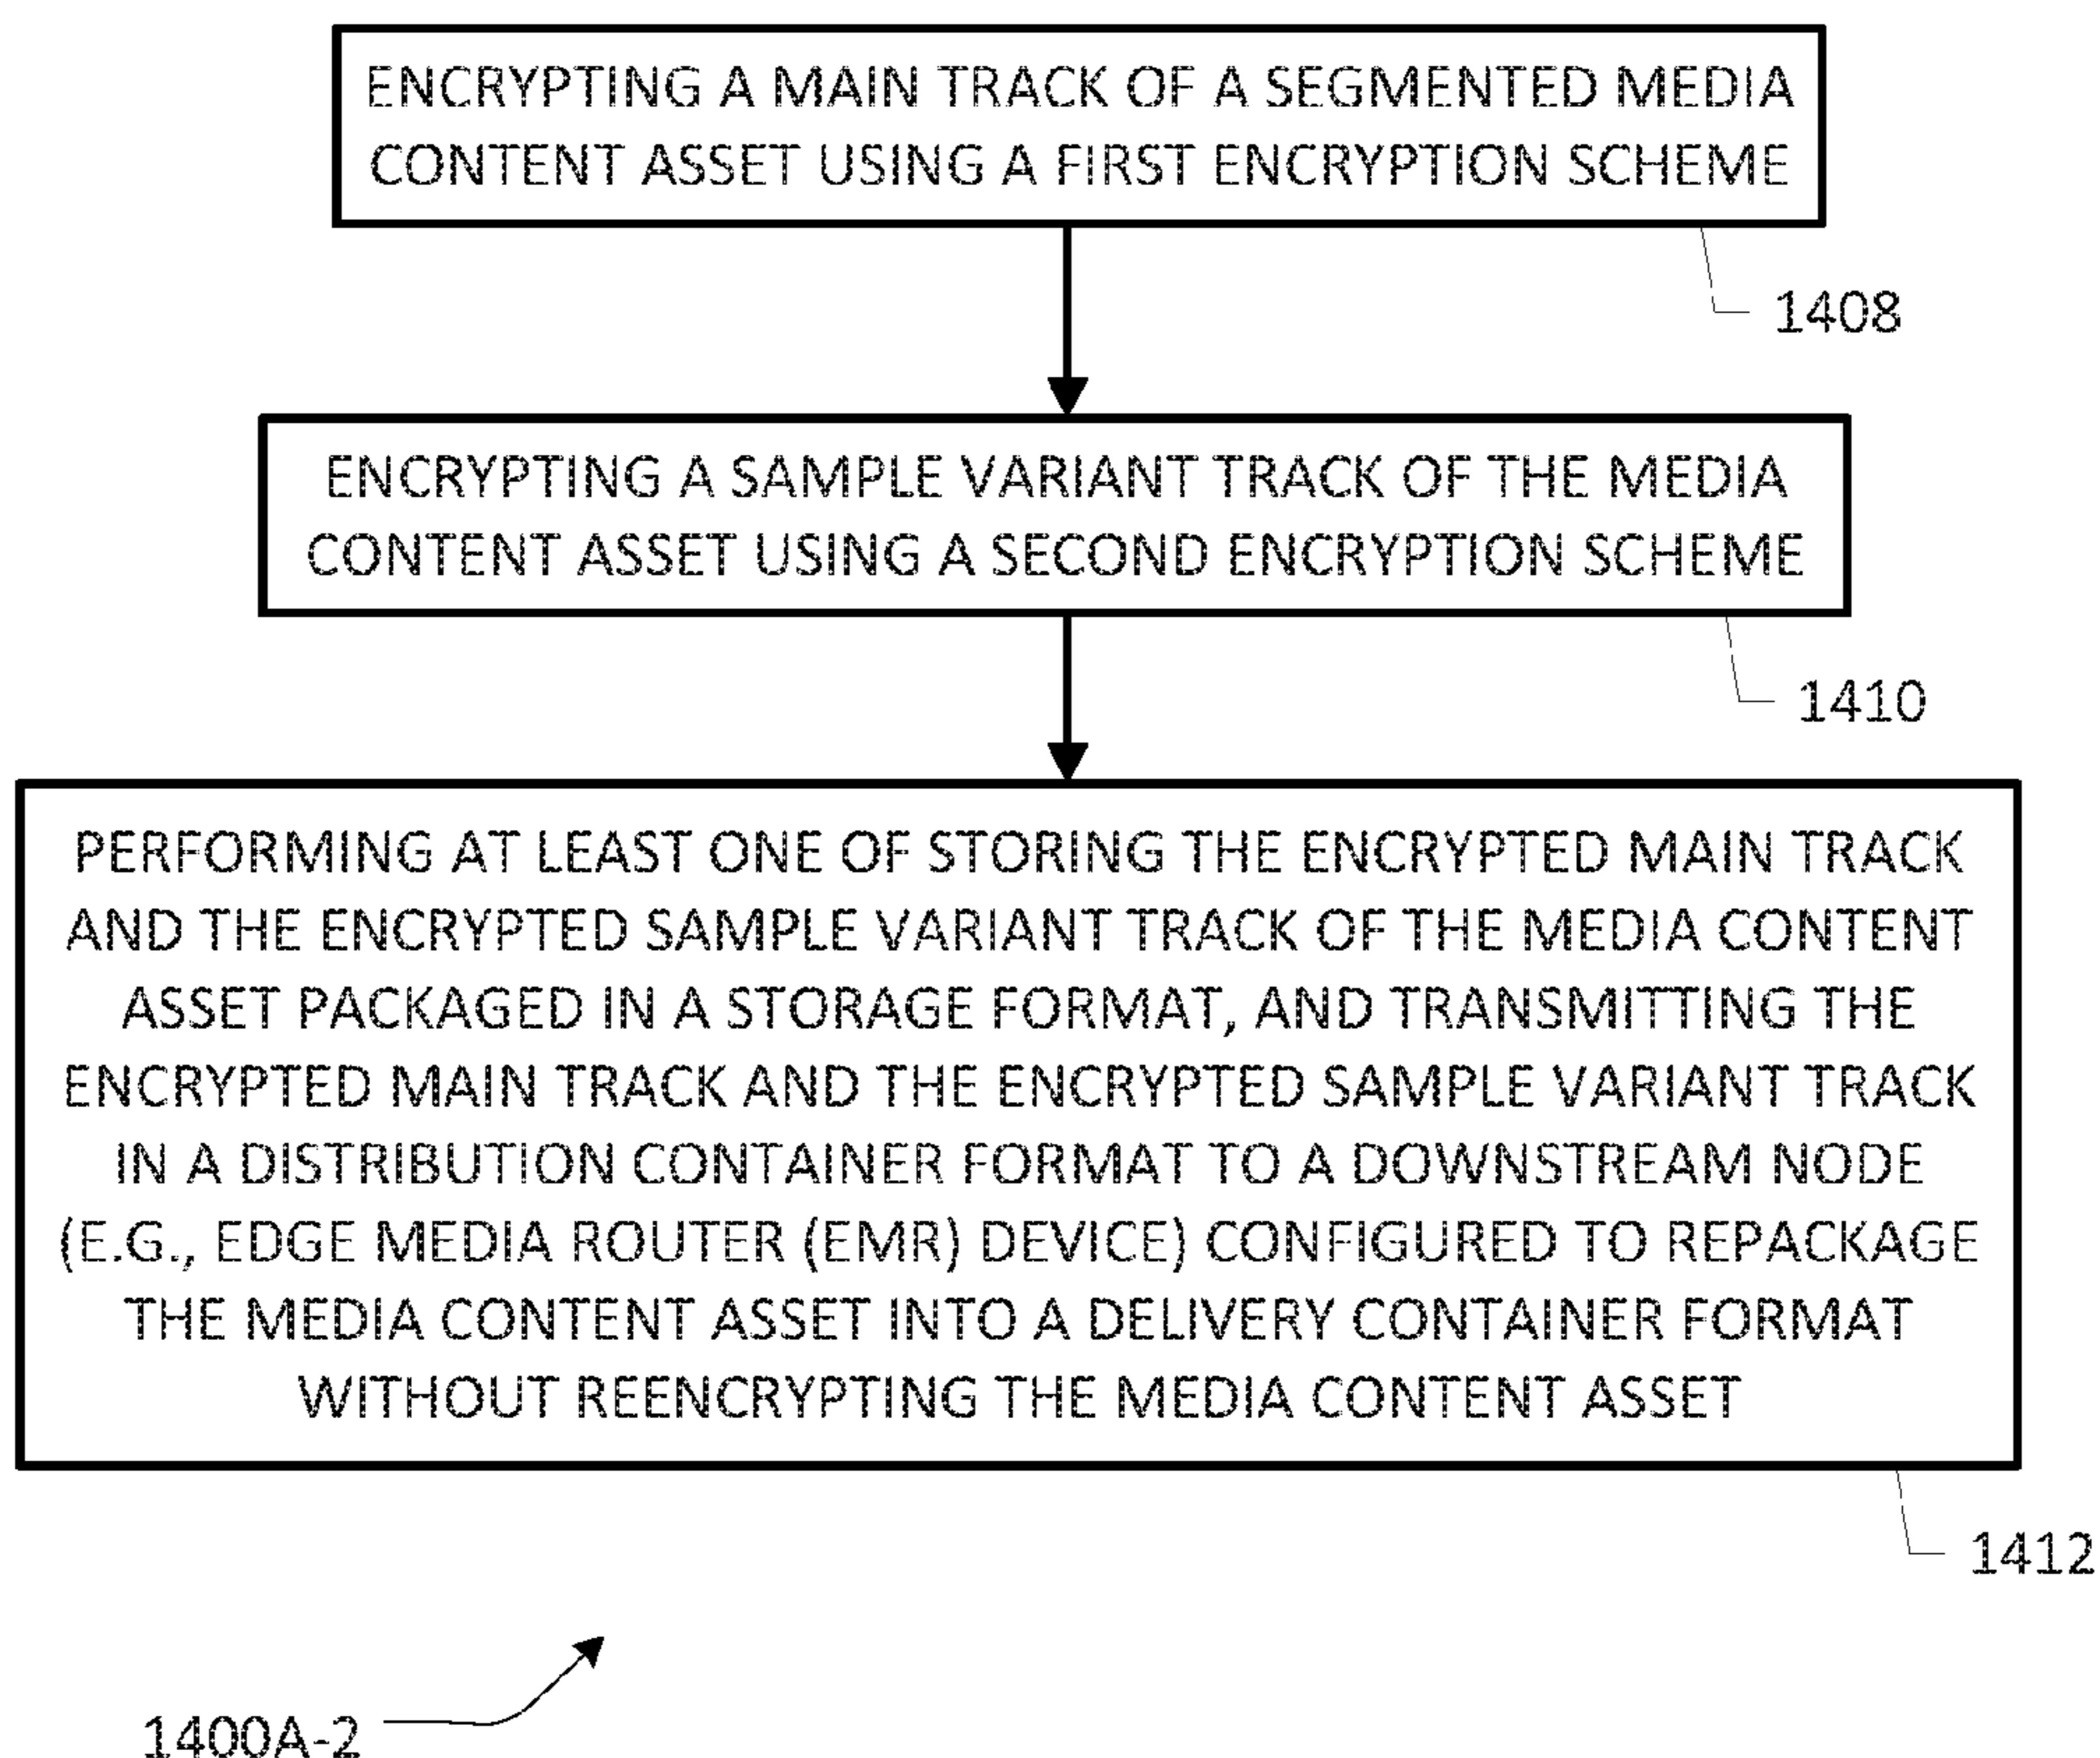 ENCRYPTING A MAIN TRACK OF A SEGMENTED MEDIA
CONTENT ASSET USING A FIRST ENCRYPTION SCHEME
1408
ENCRYPTING A SAMPLE VARIANT TRACK OF THE MEDIA
CONTENT ASSET USING A SECOND ENCRYPTION SCHEME
1410
PERFORMING AT LEAST ONE OF STORING THE ENCRYPTED MAIN TRACK
AND THE ENCRYPTED SAMPLE VARIANT TRACK OF THE MEDIA CONTENT
ASSET PACKAGED IN A STORAGE FORMAT, AND TRANSMITTING THE
ENCRYPTED MAIN TRACK AND THE ENCRYPTED SAMPLE VARIANT TRACK
IN A DISTRIBUTION CONTAINER FORMAT TO A DOWNSTREAM NODE
(E.G., EDGE MEDIA ROUTER (EMR) DEVICE) CONFIGURED TO REPACKAGE
THE MEDIA CONTENT ASSET INTO A DELIVERY CONTAINER FORMAT
WITHOUT REENCRYPTING THE MEDIA CONTENT ASSET
1412
1400A-2